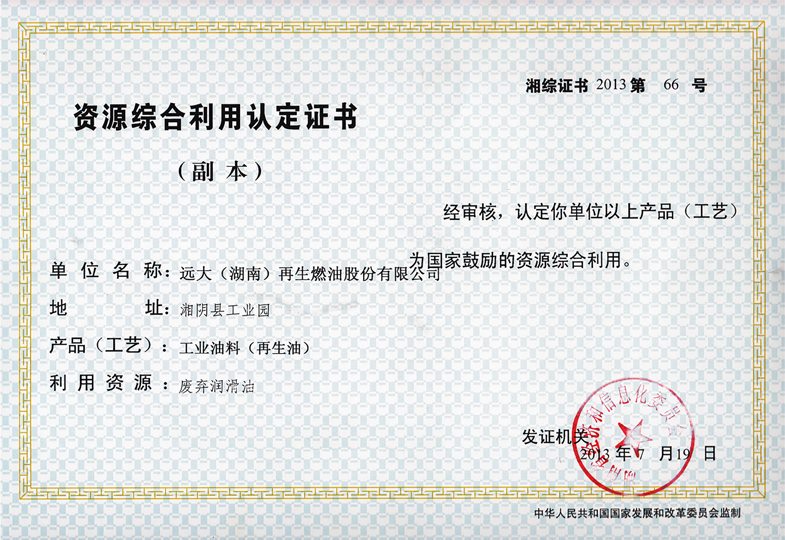 湘综证书 2013 第 66 号
资源综合利用认定证书
（副 本）
经审核，认定你单位以上产品（工艺）
为国家鼓励的资源综合利用。
单位名称：远大（湖南）再生燃油股份有限公司
地 址：湘阴县工业园
产品（工艺）：工业油料（再生油）
利用资源：废弃润滑油
发证机关
2013 年 7 月 19 日
经济和信息化委员会
中华人民共和国国家发展和改革委员会监制